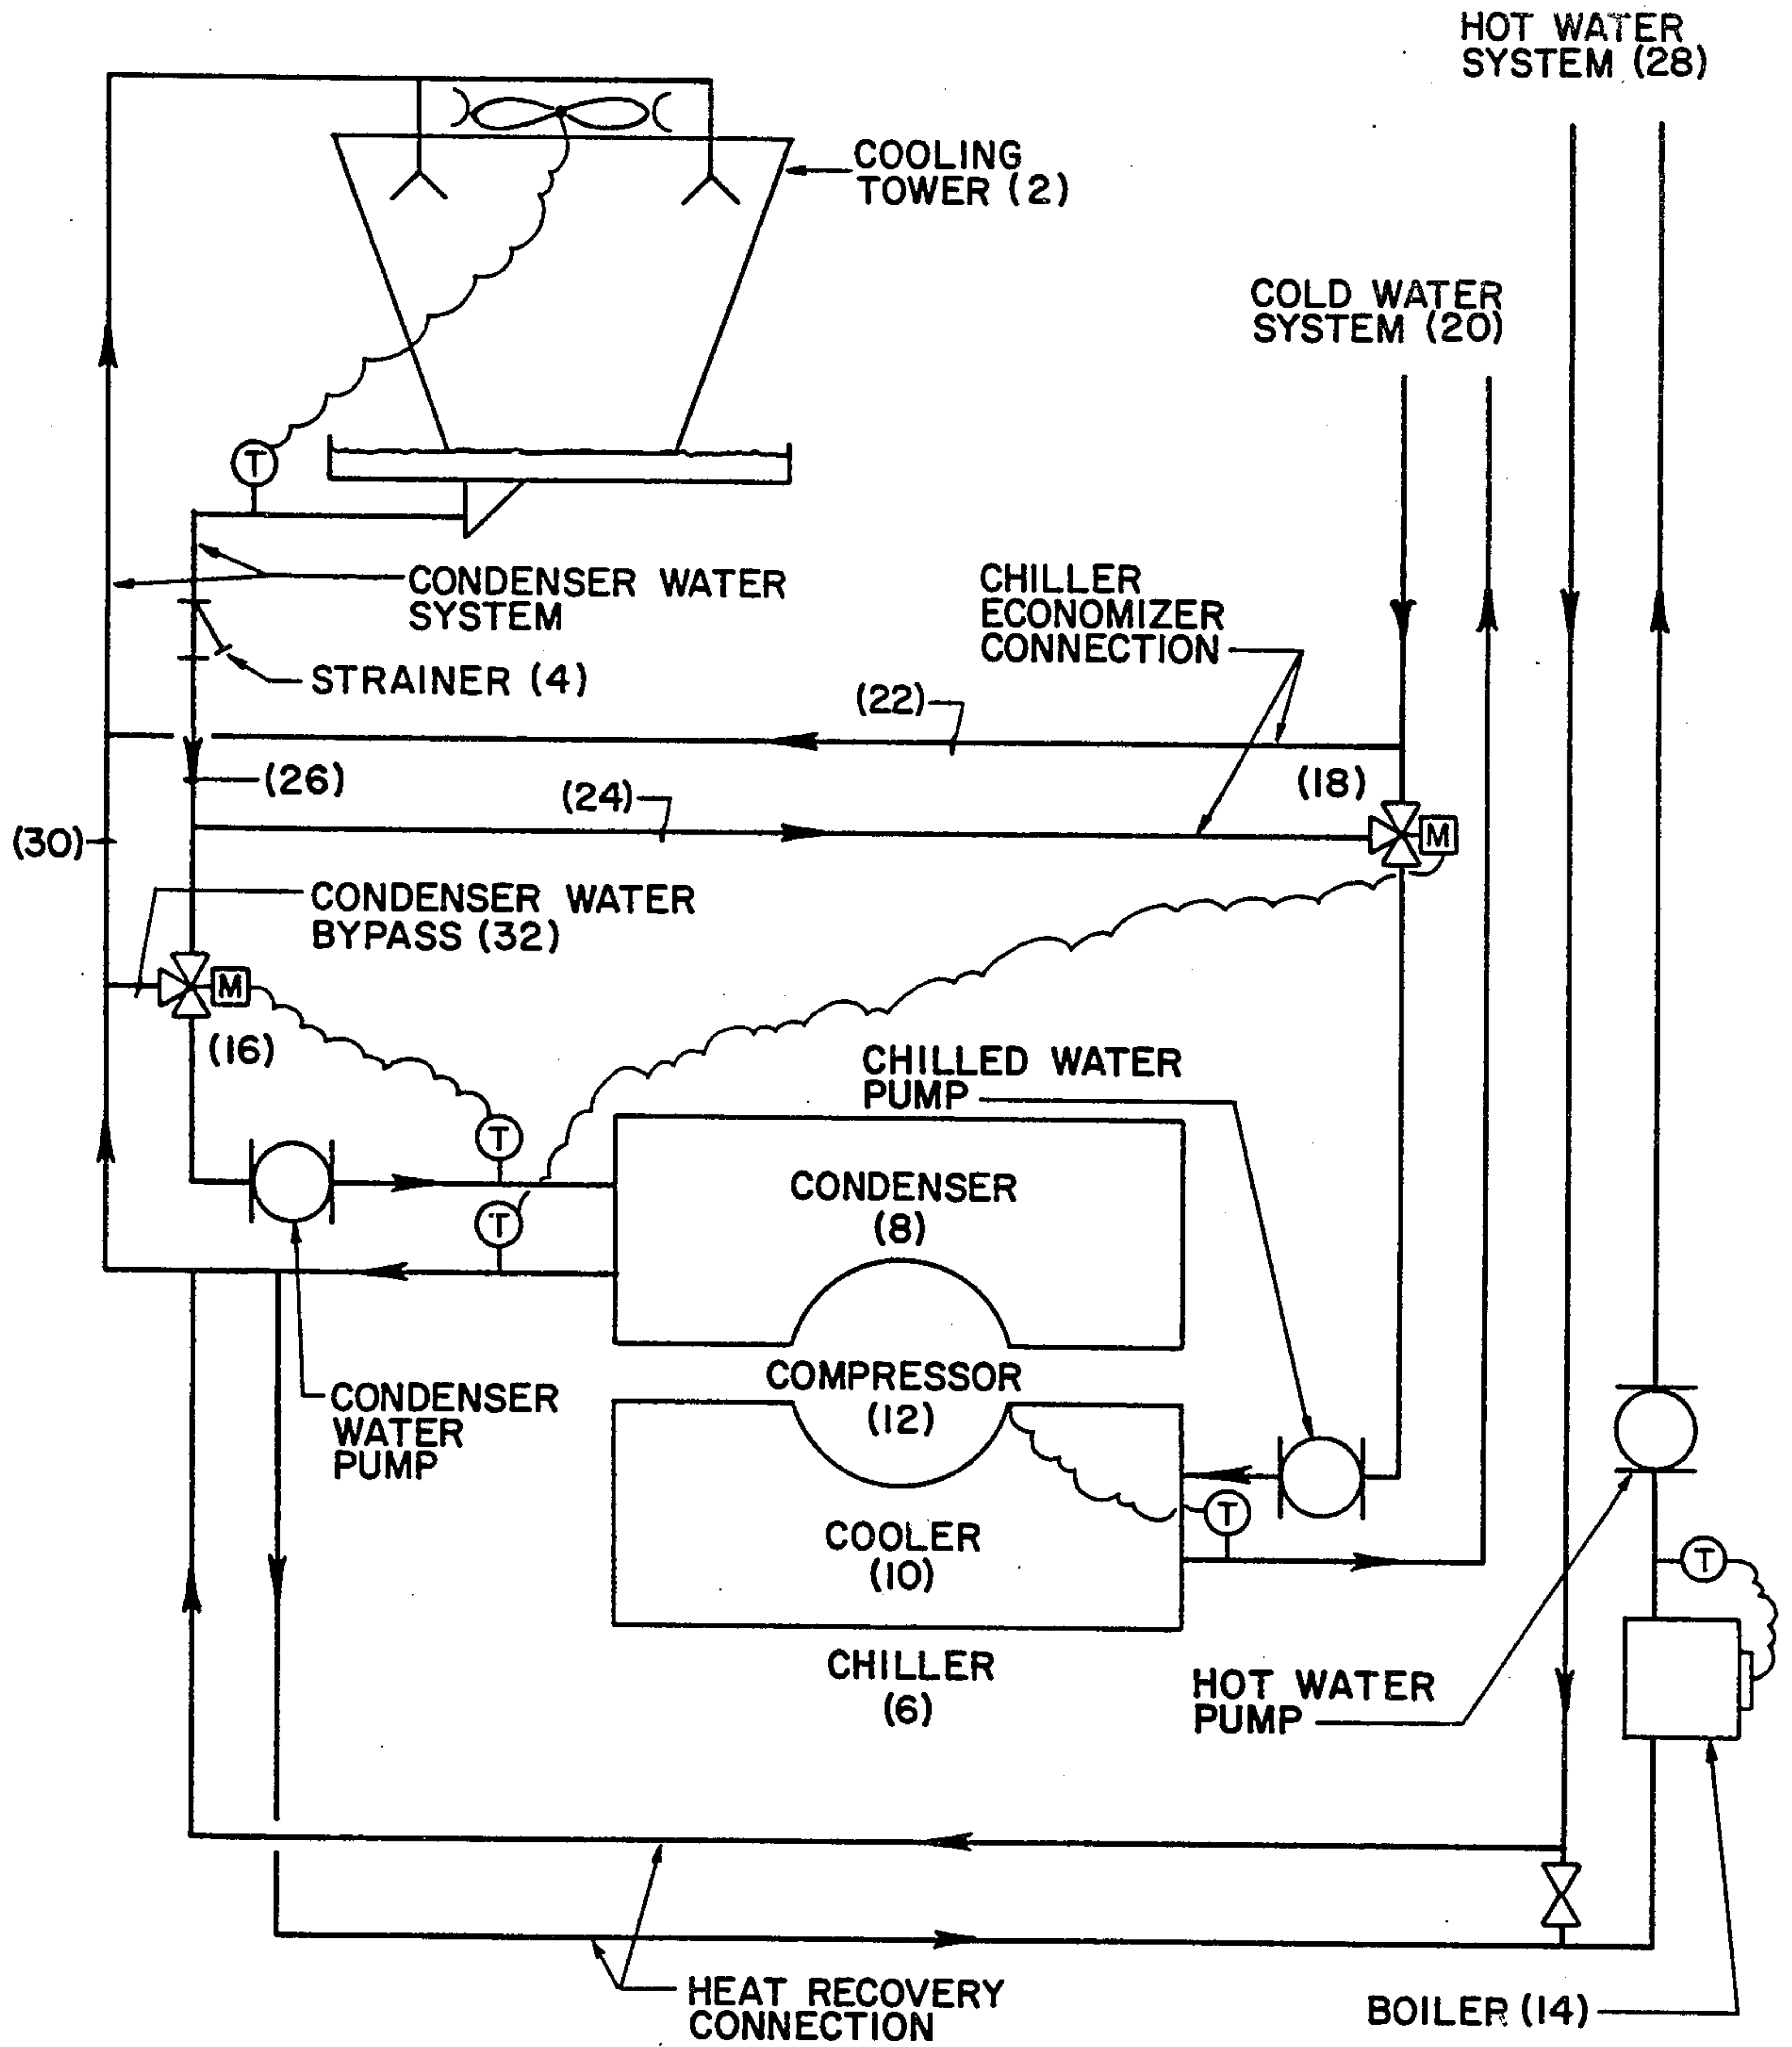 HOT WATER
SYSTEM (28)
COOLING
TOWER (2)
COLD WATER
SYSTEM (20)
T
CONDENSER WATER
SYSTEM
CHILLER
ECONOMIZER
CONNECTION
STRAINER (4)
(22)
(26)
(18)
(24)
(30)
M
CONDENSER WATER
BYPASS (32)
M
(16)
CHILLED WATER
PUMP
T
CONDENSER
(8)
T
COMPRESSOR
(12)
CONDENSER
WATER
PUMP
T
COOLER
(10)
T
CHILLER
(6)
HOT WATER
PUMP
HEAT RECOVERY
CONNECTION
BOILER (14)